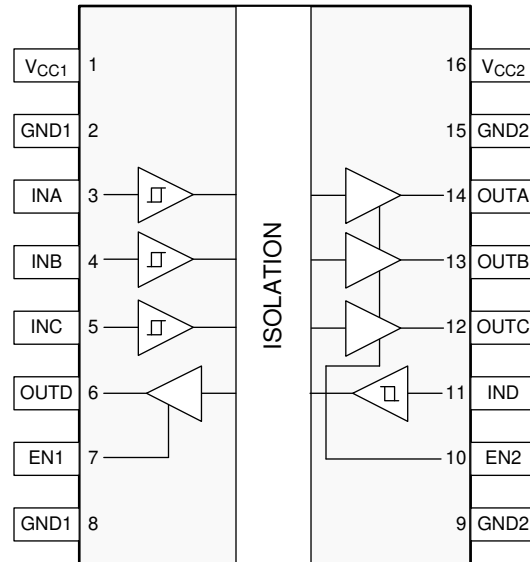 VCC1 1 16 VCC2
GND1 2 15 GND2
INA 3 14 OUTA
INB 4 13 OUTB
INC 5 12 OUTC
OUTD 6 11 IND
EN1 7 10 EN2
GND1 8 9 GND2
ISOLATION